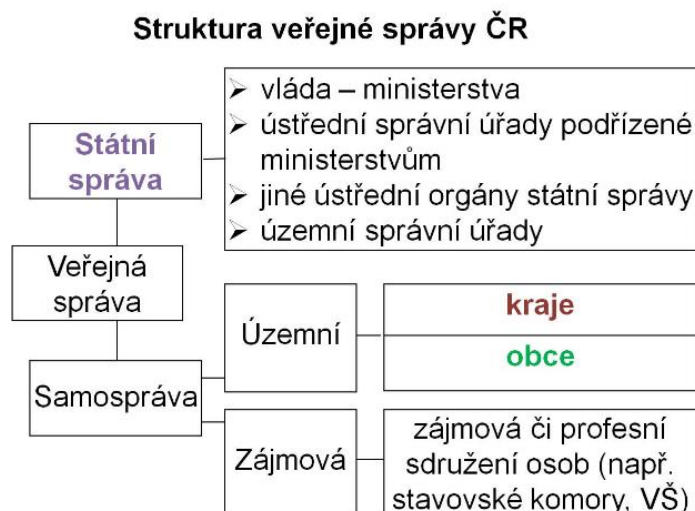 Struktura veřejné správy ČR
Státní
správa
➢ vláda – ministerstva
➢ ústřední správní úřady podřízené
ministerstvům
➢ jiné ústřední orgány státní správy
➢ územní správní úřady
Veřejná
správa
Samospráva
Územní
kraje
obce
Zájmová
zájmová či profesní
sdružení osob (např.
stavovské komory, VŠ)